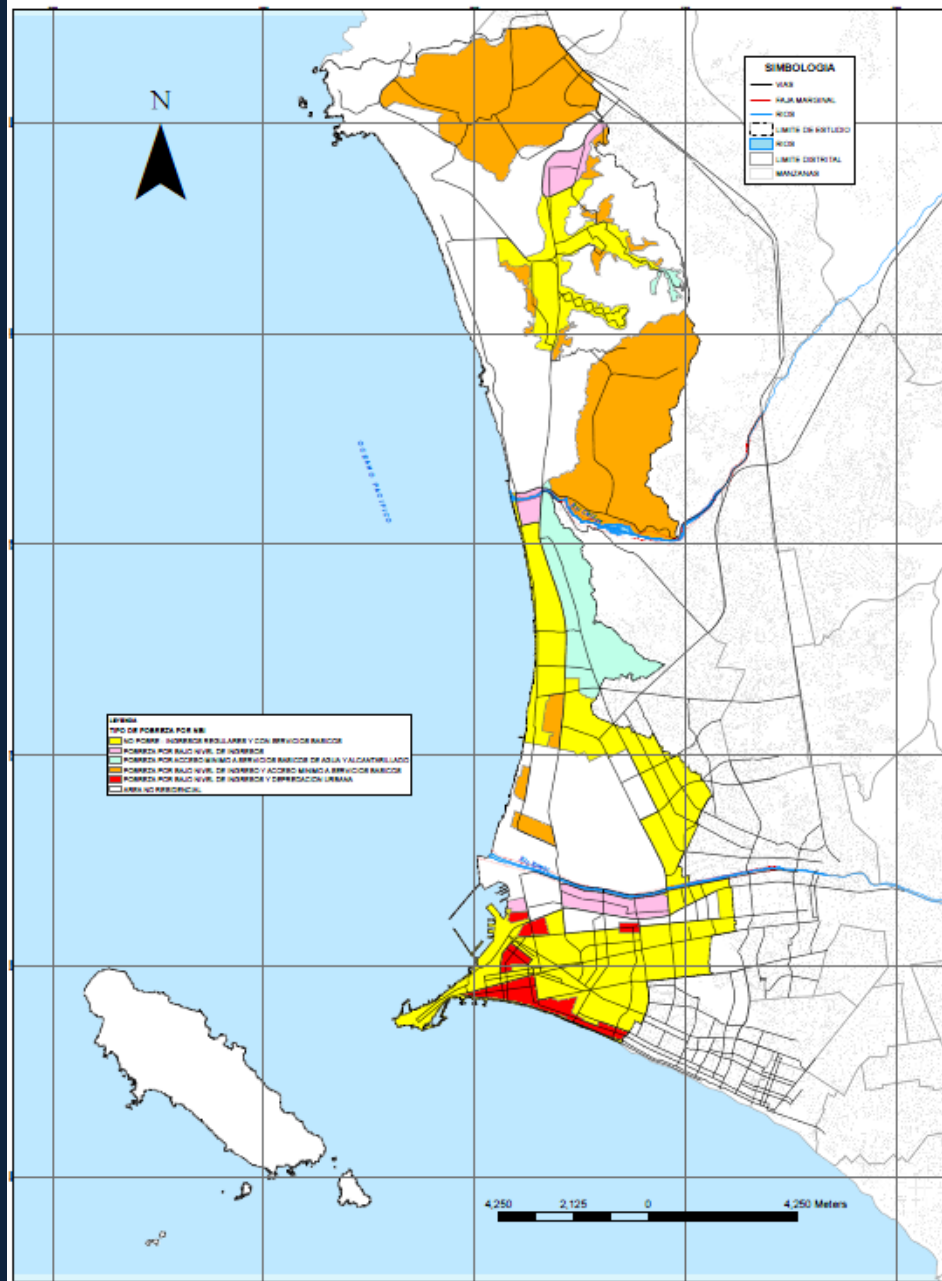 N
SIMBOLOGIA
VIAS
FAJA MARGINAL
RIOS
LIMITE DE ESTUDIO
RIOS
LIMITE DISTRITAL
MANZANAS
OCEANO PACIFICO
LEYENDA
TIPO DE POBREZA POR NBI
NO POBRE - INGRESOS REGULARES Y CON SERVICIOS BASICOS
POBREZA POR BAJO NIVEL DE INGRESOS
POBREZA POR ACCESO MINIMO A SERVICIOS BASICOS DE AGUA Y ALCANTARILLADO
POBREZA POR BAJO NIVEL DE INGRESO Y ACCESO MINIMO A SERVICIOS BASICOS
POBREZA POR BAJO NIVEL DE INGRESOS Y DEPREDACION URBANA
AREA NO RESIDENCIAL
4,250 2,125 0 4,250 Meters